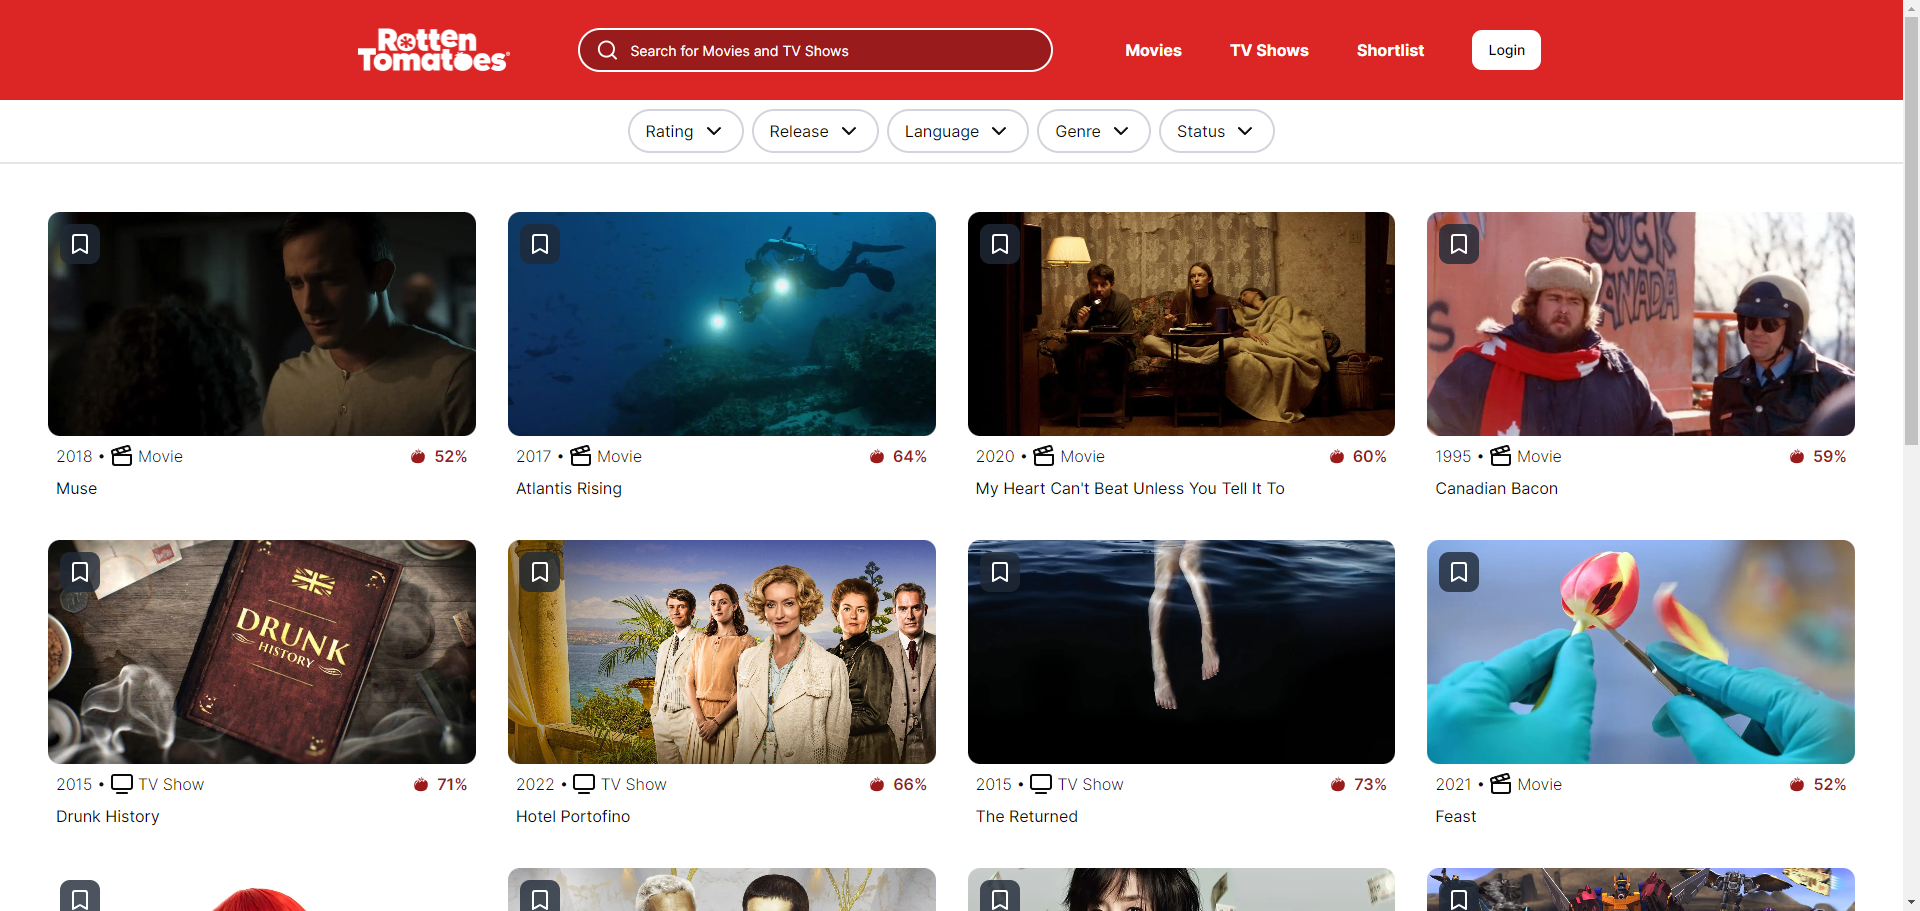 Rotten
Tomatoes
Search for Movies and TV Shows
Movies
TV Shows
Shortlist
Login
Rating
Release
Language
Genre
Status
SUCK
CANADA
2018 • Movie
52%
Muse
2017 • Movie
64%
Atlantis Rising
2020 • Movie
60%
My Heart Can't Beat Unless You Tell It To
1995 • Movie
59%
Canadian Bacon
DRUNK
HISTORY
2015 • TV Show
71%
Drunk History
2022 • TV Show
66%
Hotel Portofino
2015 • TV Show
73%
The Returned
2021 • Movie
52%
Feast